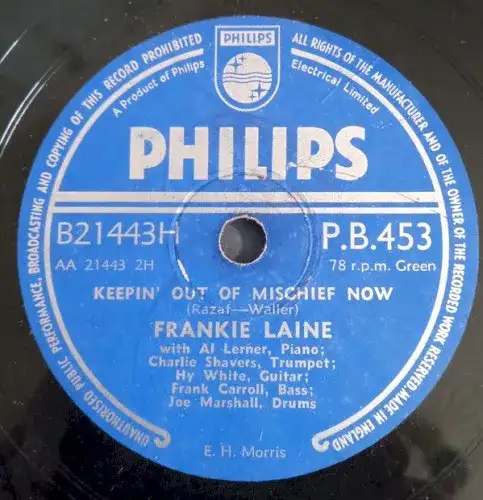 UNAUTHORISED PUBLIC PERFORMANCE, BROADCASTING AND COPYING OF THIS RECORD PROHIBITED
ALL RIGHTS OF THE MANUFACTURER AND OF THE OWNER OF THE RECORDED WORK RESERVED. MADE IN ENGLAND
PHILIPS
A Product of Philips
Electrical Limited
PHILIPS
B21443H
P.B.453
AA 21443 2H
78 r.p.m. Green
KEEPIN' OUT OF MISCHIEF NOW
(Razaf—Waller)
FRANKIE LAINE
with Al Lerner, Piano;
Charlie Shavers, Trumpet;
Hy White, Guitar;
Frank Carroll, Bass;
Joe Marshall, Drums
E. H. Morris